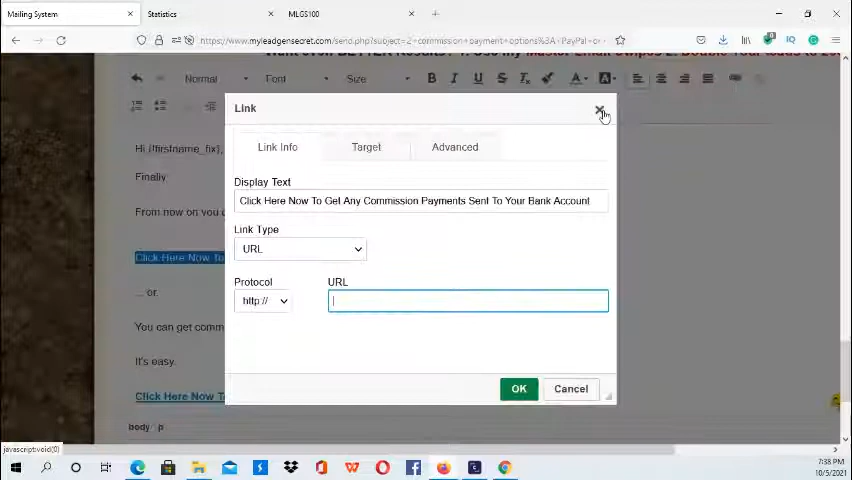 Mailing System
Statistics
MLGS100
https://www.myleadgensecret.com/send.php?subject=2+commission+payment+options%3A+PayPal+or
Normal Font Size B I U S A A
Link
Link Info Target Advanced
Display Text
Click Here Now To Get Any Commission Payments Sent To Your Bank Account
Link Type
URL
Protocol URL
http://
OK Cancel
Hi {!firstname_fix},
Finally
From now on you
Click Here Now To
... or.
You can get comm
It's easy.
Click Here Now T
body p
javascript:void(0)
7:38 PM
10/5/2021